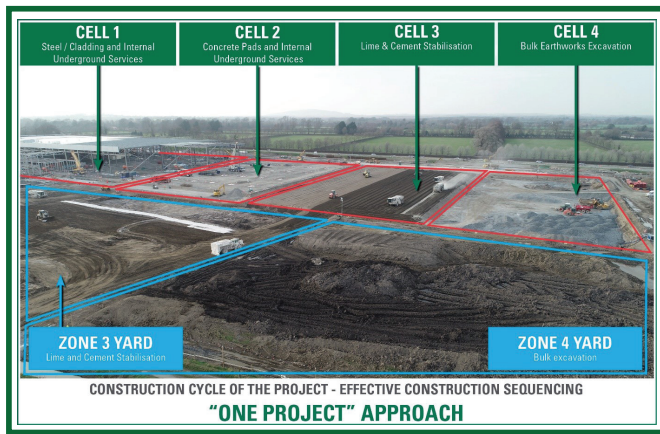 CELL 1
Steel / Cladding and Internal
Underground Services
CELL 2
Concrete Pads and Internal
Underground Services
CELL 3
Lime & Cement Stabilisation
CELL 4
Bulk Earthworks Excavation
ZONE 3 YARD
Lime and Cement Stabilisation
ZONE 4 YARD
Bulk excavation
CONSTRUCTION CYCLE OF THE PROJECT - EFFECTIVE CONSTRUCTION SEQUENCING
“ONE PROJECT” APPROACH